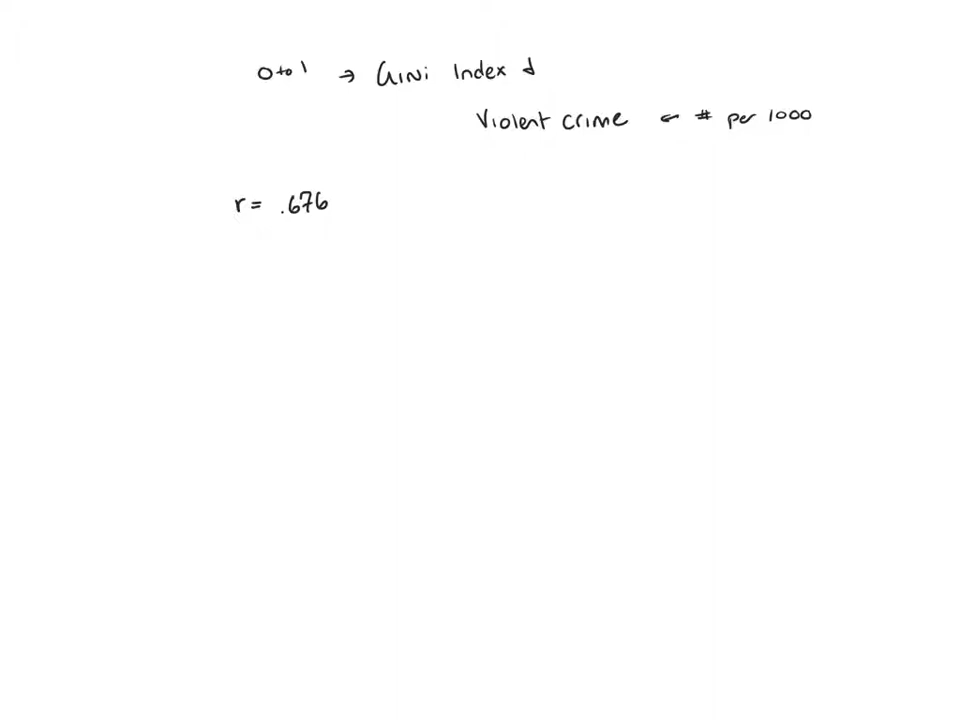 0 to 1 → GINI Index &
Violent crime ← # per 1000
r = .676